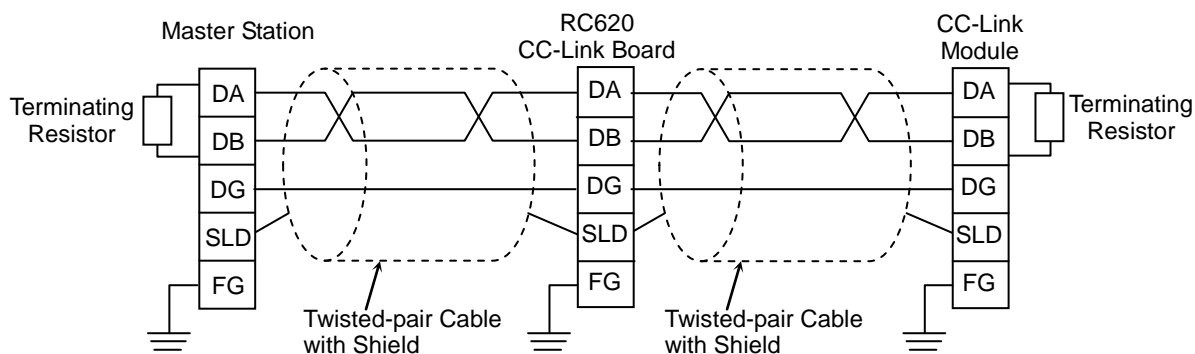 Master Station
RC620
CC-Link Board
CC-Link
Module
Terminating
Resistor
DA
DB
DG
SLD
FG
DA
DB
DG
SLD
FG
DA
DB
DG
SLD
FG
Terminating
Resistor
Twisted-pair Cable
with Shield
Twisted-pair Cable
with Shield